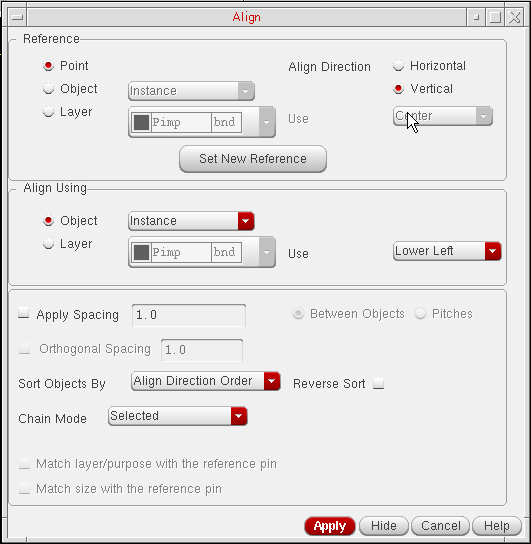 Align
Reference
Point
Align Direction
Horizontal
Object
Instance
Vertical
Layer
Pimp bnd
Use
Center
Set New Reference
Align Using
Object
Instance
Layer
Pimp bnd
Use
Lower Left
Apply Spacing
1.0
Between Objects
Pitches
Orthogonal Spacing
1.0
Sort Objects By
Align Direction Order
Reverse Sort
Chain Mode
Selected
Match layer/purpose with the reference pin
Match size with the reference pin
Apply
Hide
Cancel
Help